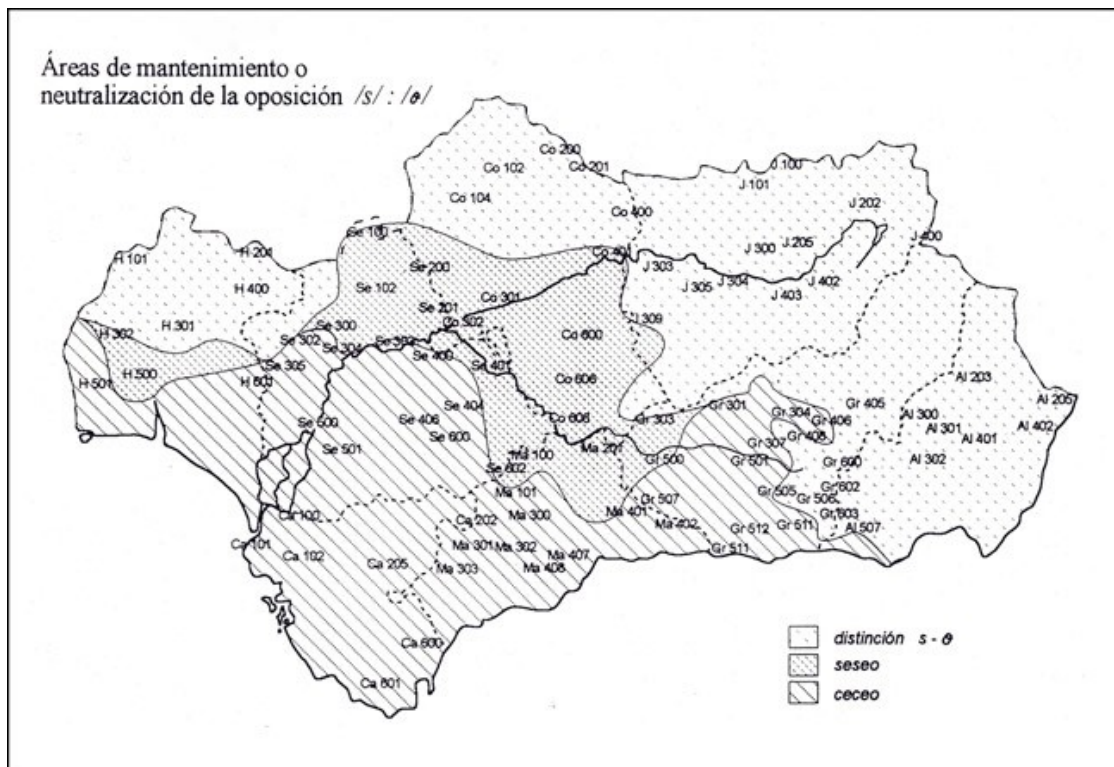 Áreas de mantenimiento o
neutralización de la oposición /s/ : /θ/
Co 200
J 100
Co 102
Co 201
J 101
Co 104
J 202
Co 400
Se 100
J 400
H 101
H 201
J 300
J 205
Co 401
Se 200
J 303
J 304
J 402
H 400
Se 102
Co 301
J 305
J 403
Se 201
H 301
Se 300
Co 302
J 309
H 302
Se 302
Se 304
Co 600
Se 400
Se 305
Se 401
H 500
H 501
H 601
Co 606
Al 203
Se 404
Gr 301
Gr 405
Al 205
Se 406
Co 608
Gr 303
Gr 304
Gr 406
Al 300
Se 500
Se 600
Gr 408
Al 301
Al 402
Se 501
Ma 201
Gr 307
Al 401
Ma 100
Gr 500
Gr 501
Gr 600
Al 302
Se 602
Ma 101
Gr 505
Gr 602
Gr 507
Gr 506
Ca 100
Ma 300
Ma 401
Gr 603
Ca 202
Ma 402
Gr 512
Gr 511
Al 507
Ca 101
Ma 301
Ma 302
Gr 511
Ca 102
Ma 407
Ca 205
Ma 303
Ma 408
Ca 600
Ca 601
distinción s - θ
seseo
ceceo